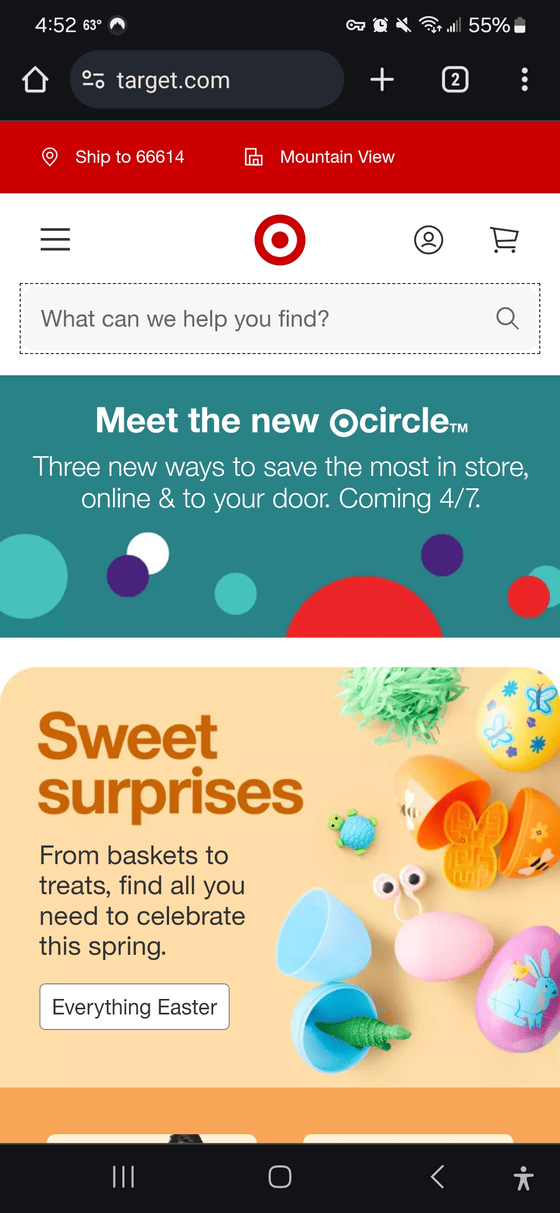 4:52 63° 55%
target.com 2
Ship to 66614 Mountain View
What can we help you find?
Meet the new circle™
Three new ways to save the most in store,
online & to your door. Coming 4/7.
Sweet
surprises
From baskets to
treats, find all you
need to celebrate
this spring.
Everything Easter